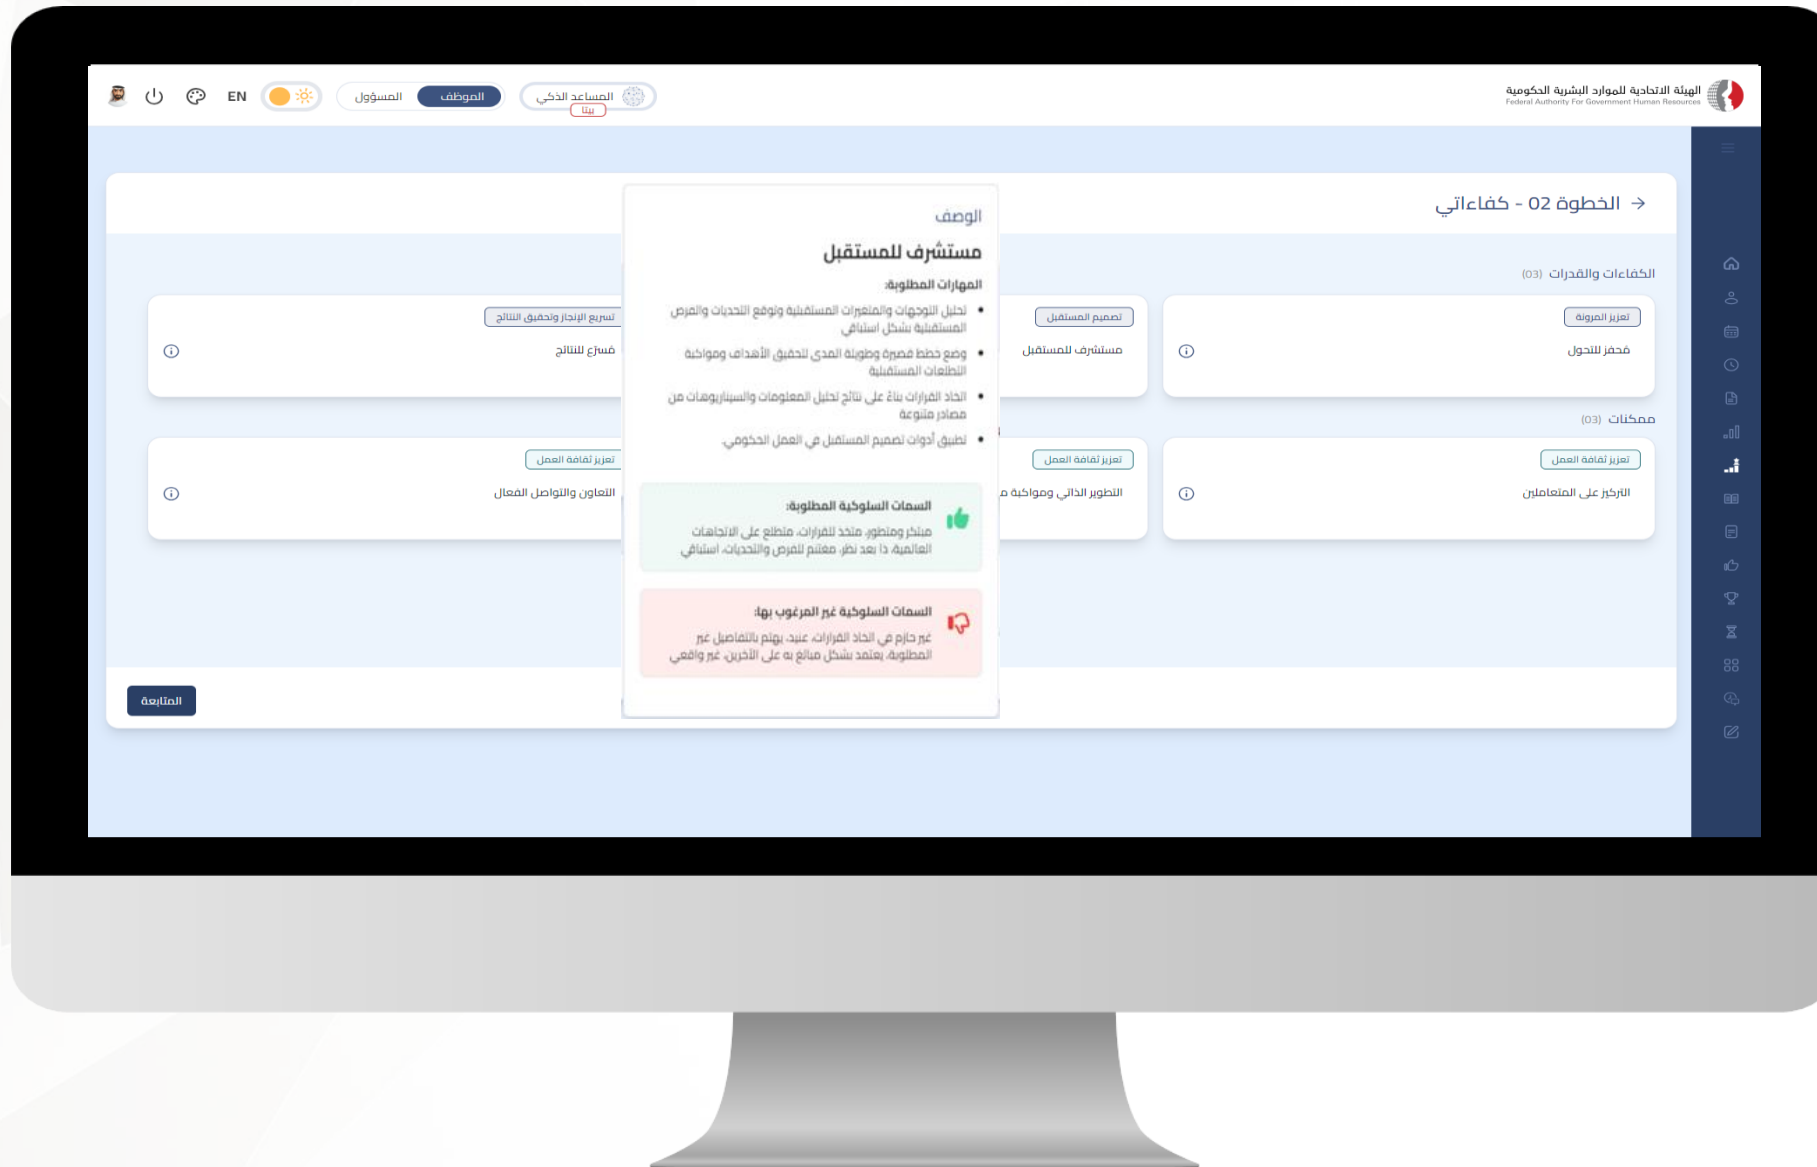 الهيئة الاتحادية للموارد البشرية الحكومية
Federal Authority For Government Human Resources
المساعد الذكي
بيتا
الموظف
المسؤول
EN
الخطوة 02 - كفاءاتي
الكفاءات والقدرات (03)
تعزيز المرونة
مُحفز للتحول
تصميم المستقبل
مستشرف للمستقبل
تسريع الإنجاز وتحقيق النتائج
مُسرّع للنتائج
ممكنات (03)
تعزيز ثقافة العمل
التركيز على المتعاملين
تعزيز ثقافة العمل
التطوير الذاتي ومواكبة م
تعزيز ثقافة العمل
التعاون والتواصل الفعال
الوصف
مستشرف للمستقبل
المهارات المطلوبة:
تحليل التوجهات والمتغيرات المستقبلية وتوقع التحديات والفرص
المستقبلية بشكل استباقي
وضع خطط قصيرة وطويلة المدى لتحقيق الأهداف ومواكبة
التطلعات المستقبلية
اتخاذ القرارات بناءً على نتائج تحليل المعلومات والسيناريوهات من
مصادر متنوعة
تطبيق أدوات تصميم المستقبل في العمل الحكومي.
السمات السلوكية المطلوبة:
مبتكر ومتطور، متخذ للقرارات، متطلع على الاتجاهات
العالمية، ذا بعد نظر، مغتنم للفرص والتحديات، استباقي
السمات السلوكية غير المرغوب بها:
غير حازم في اتخاذ القرارات، عنيد، يهتم بالتفاصيل غير
المطلوبة، يعتمد بشكل مبالغ به على الآخرين، غير واقعي
المتابعة